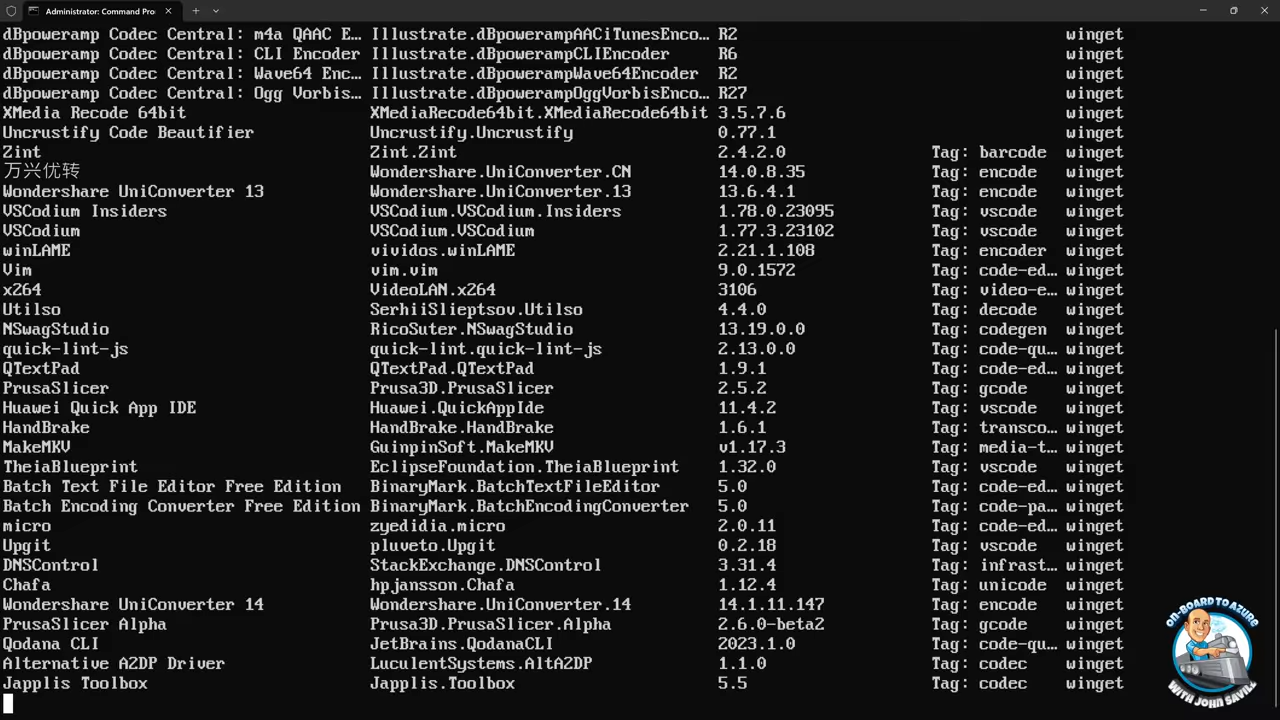 Administrator: Command Pro
dBpoweramp Codec Central: m4a QAAC E… Illustrate.dBpowerampAACiTunesEnco… R2 winget
dBpoweramp Codec Central: CLI Encoder Illustrate.dBpowerampCLIEncoder R6 winget
dBpoweramp Codec Central: Wave64 Enc… Illustrate.dBpowerampWave64Encoder R2 winget
dBpoweramp Codec Central: Ogg Vorbis… Illustrate.dBpowerampOggVorbisEnco… R27 winget
XMedia Recode 64bit XMediaRecode64bit.XMediaRecode64bit 3.5.7.6 winget
Uncrustify Code Beautifier Uncrustify.Uncrustify 0.77.1 winget
Zint Zint.Zint 2.4.2.0 Tag: barcode winget
万兴优转 Wondershare.UniConverter.CN 14.0.8.35 Tag: encode winget
Wondershare UniConverter 13 Wondershare.UniConverter.13 13.6.4.1 Tag: encode winget
VSCodium Insiders VSCodium.VSCodium.Insiders 1.78.0.23095 Tag: vscode winget
VSCodium VSCodium.VSCodium 1.77.3.23102 Tag: vscode winget
winLAME vividos.winLAME 2.21.1.108 Tag: encoder winget
Vim vim.vim 9.0.1572 Tag: code-ed… winget
x264 VideoLAN.x264 3106 Tag: video-e… winget
Utilso SerhiiSlieptsov.Utilso 4.4.0 Tag: decode winget
NSwagStudio RicoSuter.NSwagStudio 13.19.0.0 Tag: codegen winget
quick-lint-js quick-lint.quick-lint-js 2.13.0.0 Tag: code-qu… winget
QTextPad QTextPad.QTextPad 1.9.1 Tag: code-ed… winget
PrusaSlicer Prusa3D.PrusaSlicer 2.5.2 Tag: gcode winget
Huawei Quick App IDE Huawei.QuickAppIde 11.4.2 Tag: vscode winget
HandBrake HandBrake.HandBrake 1.6.1 Tag: transco… winget
MakeMKV GuinpinSoft.MakeMKV v1.17.3 Tag: media-t… winget
TheiaBlueprint EclipseFoundation.TheiaBlueprint 1.32.0 Tag: vscode winget
Batch Text File Editor Free Edition BinaryMark.BatchTextFileEditor 5.0 Tag: code-ed… winget
Batch Encoding Converter Free Edition BinaryMark.BatchEncodingConverter 5.0 Tag: code-pa… winget
micro zyedidia.micro 2.0.11 Tag: code-ed… winget
Upgit pluveto.Upgit 0.2.18 Tag: vscode winget
DNSControl StackExchange.DNSControl 3.31.4 Tag: infrast… winget
Chafa hpjansson.Chafa 1.12.4 Tag: unicode winget
Wondershare UniConverter 14 Wondershare.UniConverter.14 14.1.11.147 Tag: encode winget
PrusaSlicer Alpha Prusa3D.PrusaSlicer.Alpha 2.6.0-beta2 Tag: gcode winget
Qodana CLI JetBrains.QodanaCLI 2023.1.0 Tag: code-qu… winget
Alternative A2DP Driver LuculentSystems.AltA2DP 1.1.0 Tag: codec winget
Japplis Toolbox Japplis.Toolbox 5.5 Tag: codec winget
ON-BOARD TO AZURE
WITH JOHN SAVILL